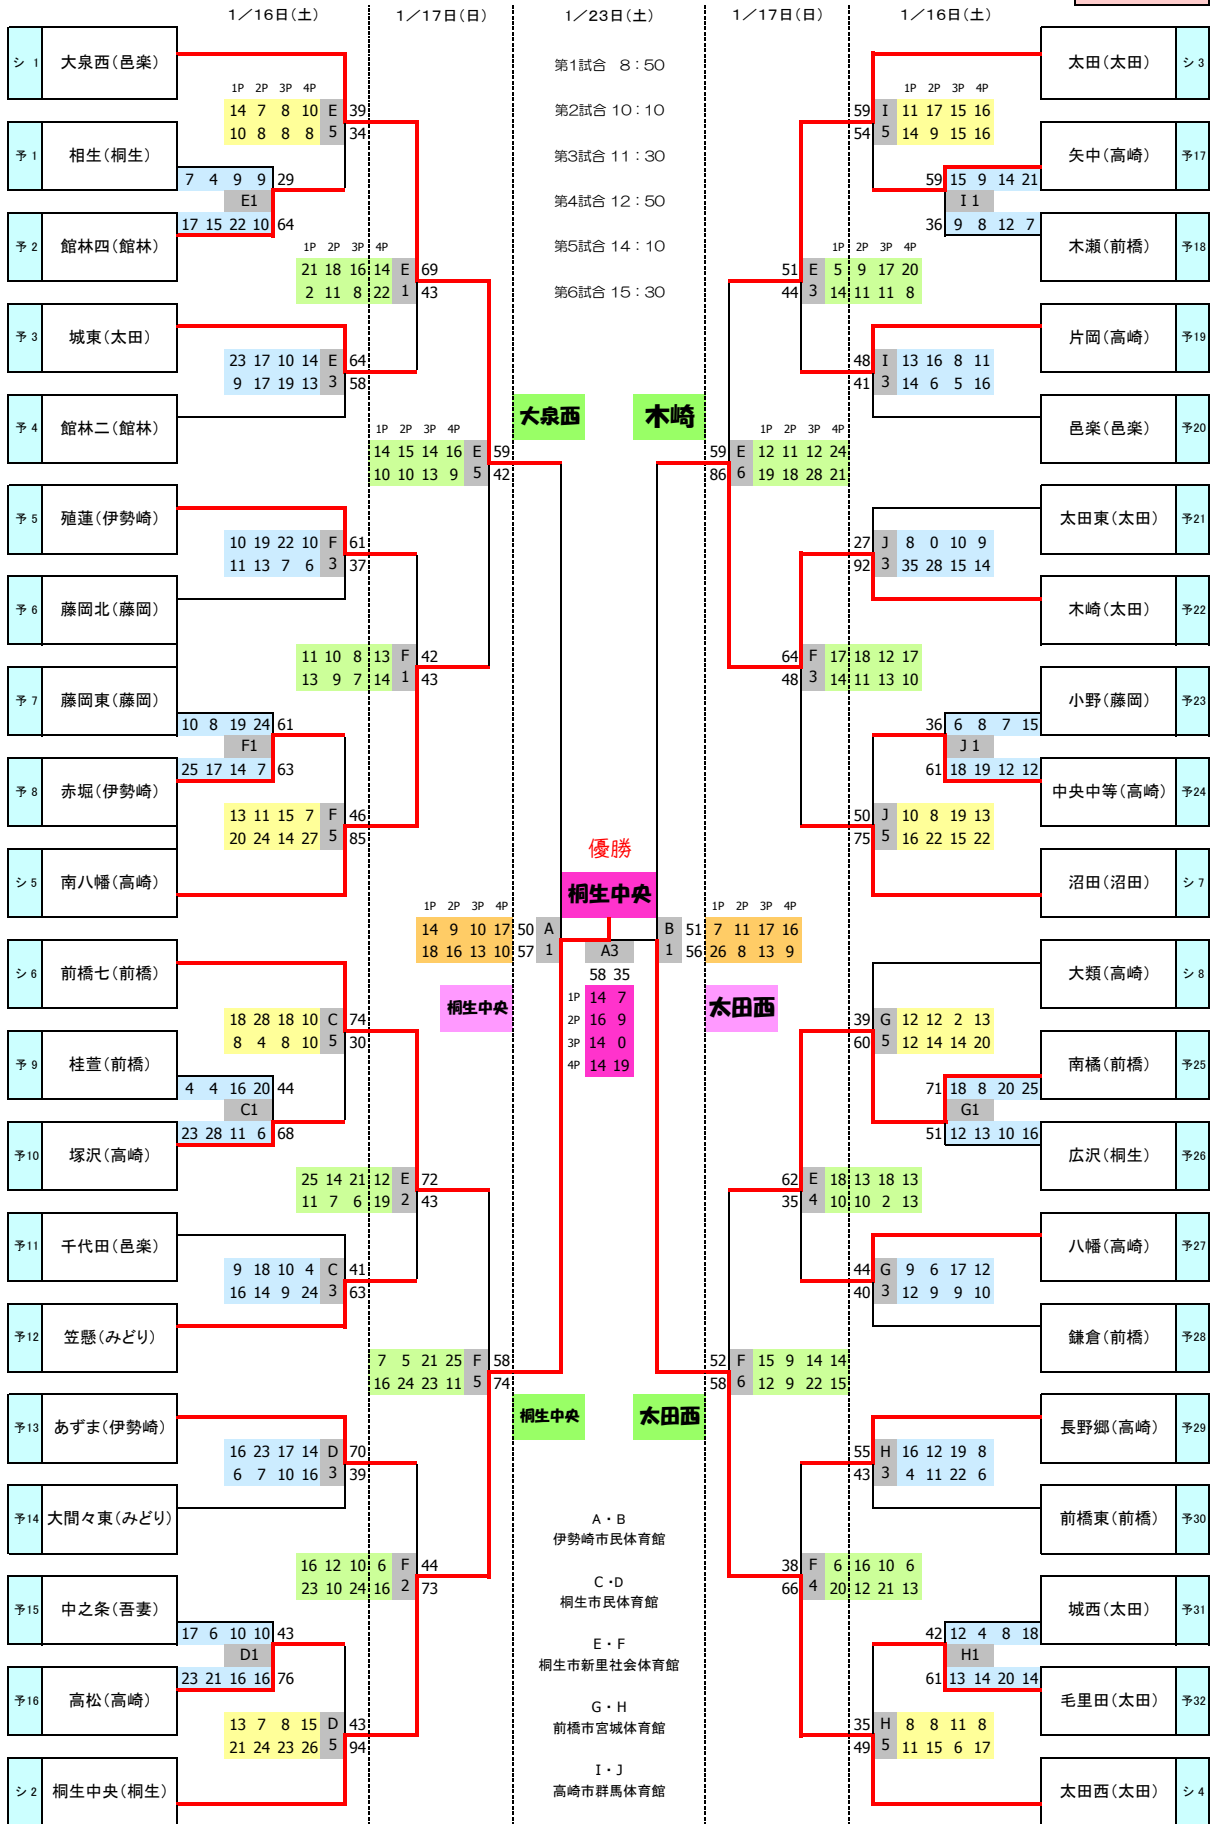 1／16日(土) 1／17日(日) 1／23日(土) 1／17日(日) 1／16日(土)
シ 1 大泉西(邑楽)
1P 2P 3P 4P
14 7 8 10 E 39
10 8 8 8 5 34
予 1 相生(桐生)
7 4 9 9 29
E1
17 15 22 10 64
予 2 館林四(館林)
1P 2P 3P 4P
21 18 16 14 E 69
2 11 8 22 1 43
予 3 城東(太田)
23 17 10 14 E 64
9 17 19 13 3 58
予 4 館林二(館林)
1P 2P 3P 4P
14 15 14 16 E 59
10 10 13 9 5 42
予 5 殖蓮(伊勢崎)
10 19 22 10 F 61
11 13 7 6 3 37
予 6 藤岡北(藤岡)
11 10 8 13 F 42
13 9 7 14 1 43
予 7 藤岡東(藤岡)
10 8 19 24 61
F1
25 17 14 7 63
予 8 赤堀(伊勢崎)
13 11 15 7 F 46
20 24 14 27 5 85
シ 5 南八幡(高崎)
1P 2P 3P 4P
14 9 10 17 50 A
18 16 13 10 57 1
シ 6 前橋七(前橋)
桐生中央
18 28 18 10 C 74
8 4 8 10 5 30
予 9 桂萱(前橋)
4 4 16 20 44
C1
23 28 11 6 68
予10 塚沢(高崎)
25 14 21 12 E 72
11 7 6 19 2 43
予11 千代田(邑楽)
9 18 10 4 C 41
16 14 9 24 3 63
予12 笠懸(みどり)
7 5 21 25 F 58
16 24 23 11 5 74
予13 あずま(伊勢崎)
16 23 17 14 D 70
6 7 10 16 3 39
予14 大間々東(みどり)
16 12 10 6 F 44
23 10 24 16 2 73
予15 中之条(吾妻)
17 6 10 10 43
D1
23 21 16 16 76
予16 高松(高崎)
13 7 8 15 D 43
21 24 23 26 5 94
シ 2 桐生中央(桐生)
第1試合 8：50
第2試合 10：10
第3試合 11：30
第4試合 12：50
第5試合 14：10
第6試合 15：30
大泉西 木崎
優勝
桐生中央
A3
58 35
1P 14 7
2P 16 9
3P 14 0
4P 14 19
桐生中央 太田西
A・B
伊勢崎市民体育館
C・D
桐生市民体育館
E・F
桐生市新里社会体育館
G・H
前橋市宮城体育館
I・J
高崎市群馬体育館
太田(太田) シ 3
1P 2P 3P 4P
59 I 11 17 15 16
54 5 14 9 15 16
矢中(高崎) 予17
59 15 9 14 21
I 1
36 9 8 12 7
木瀬(前橋) 予18
1P 2P 3P 4P
51 E 5 9 17 20
44 3 14 11 11 8
片岡(高崎) 予19
48 I 13 16 8 11
41 3 14 6 5 16
邑楽(邑楽) 予20
1P 2P 3P 4P
59 E 12 11 12 24
86 6 19 18 28 21
太田東(太田) 予21
27 J 8 0 10 9
92 3 35 28 15 14
木崎(太田) 予22
64 F 17 18 12 17
48 3 14 11 13 10
小野(藤岡) 予23
36 6 8 7 15
J 1
61 18 19 12 12
中央中等(高崎) 予24
50 J 10 8 19 13
75 5 16 22 15 22
沼田(沼田) シ 7
1P 2P 3P 4P
B 51 7 11 17 16
1 56 26 8 13 9
大類(高崎) シ 8
太田西
39 G 12 12 2 13
60 5 12 14 14 20
南橘(前橋) 予25
71 18 8 20 25
G1
51 12 13 10 16
広沢(桐生) 予26
62 E 18 13 18 13
35 4 10 10 2 13
八幡(高崎) 予27
44 G 9 6 17 12
40 3 12 9 9 10
鎌倉(前橋) 予28
52 F 15 9 14 14
58 6 12 9 22 15
長野郷(高崎) 予29
55 H 16 12 19 8
43 3 4 11 22 6
前橋東(前橋) 予30
38 F 6 16 10 6
66 4 20 12 21 13
城西(太田) 予31
42 12 4 8 18
H1
61 13 14 20 14
毛里田(太田) 予32
35 H 8 8 11 8
49 5 11 15 6 17
太田西(太田) シ 4